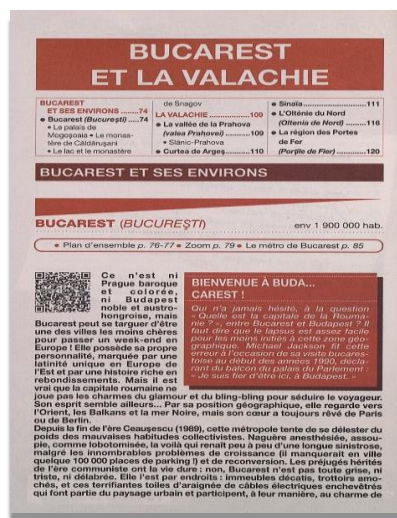 BUCAREST
ET LA VALACHIE
BUCAREST
ET SES ENVIRONS ........74
● Bucarest (Bucureşti) .....74
• Le palais de
Mogoşoaia • Le monas-
tère de Căldăruşani
• Le lac et le monastère
de Snagov
LA VALACHIE ..................109
● La vallée de la Prahova
(valea Prahovei) ............109
• Slănic-Prahova
● Curtea de Argeş ..........110
● Sinaia ........................111
● L'Olténie du Nord
(Oltenia de Nord) ........116
● La région des Portes
de Fer
(Porţile de Fier) ..........120
BUCAREST ET SES ENVIRONS
BUCAREST (BUCUREŞTI) env 1 900 000 hab.
● Plan d'ensemble p. 76-77 ● Zoom p. 79 ● Le métro de Bucarest p. 85
Ce n'est ni
Prague baroque
et colorée,
ni Budapest
noble et austro-
hongroise, mais
Bucarest peut se targuer d'être
une des villes les moins chères
pour passer un week-end en
Europe ! Elle possède sa propre
personnalité, marquée par une
latinité unique en Europe de
l'Est et par une histoire riche en
rebondissements. Mais il est
vrai que la capitale roumaine ne
joue pas les charmes du glamour et du bling-bling pour séduire le voyageur.
Son esprit semble ailleurs... Par sa position géographique, elle regarde vers
l'Orient, les Balkans et la mer Noire, mais son cœur a toujours rêvé de Paris
ou de Berlin.
Depuis la fin de l'ère Ceauşescu (1989), cette métropole tente de se délester du
poids des mauvaises habitudes collectivistes. Naguère anesthésiée, assou-
pie, comme lobotomisée, la voilà qui renaît peu à peu d'une longue sinistrose,
malgré les innombrables problèmes de croissance (il manquerait en ville
quelque 100 000 places de parking !) et de reconversion. Les préjugés hérités
de l'ère communiste ont la vie dure : non, Bucarest n'est pas toute grise, ni
triste, ni délabrée. Elle l'est par endroits : immeubles décatis, trottoirs amo-
chés, et ces terrifiantes toiles d'araignée de câbles électriques enchevêtrés
qui font partie du paysage urbain et participent, à leur manière, au charme de
BIENVENUE À BUDA...
CAREST !
Qui n'a jamais hésité, à la question
« Quelle est la capitale de la Rouma-
nie ? », entre Bucarest et Budapest ? Il
faut dire que le lapsus est assez facile
pour les moins initiés à cette zone géo-
graphique. Michael Jackson fit cette
erreur à l'occasion de sa visite bucares-
toise au début des années 1990, décla-
rant du balcon du palais du Parlement :
« Je suis fier d'être ici, à Budapest. »